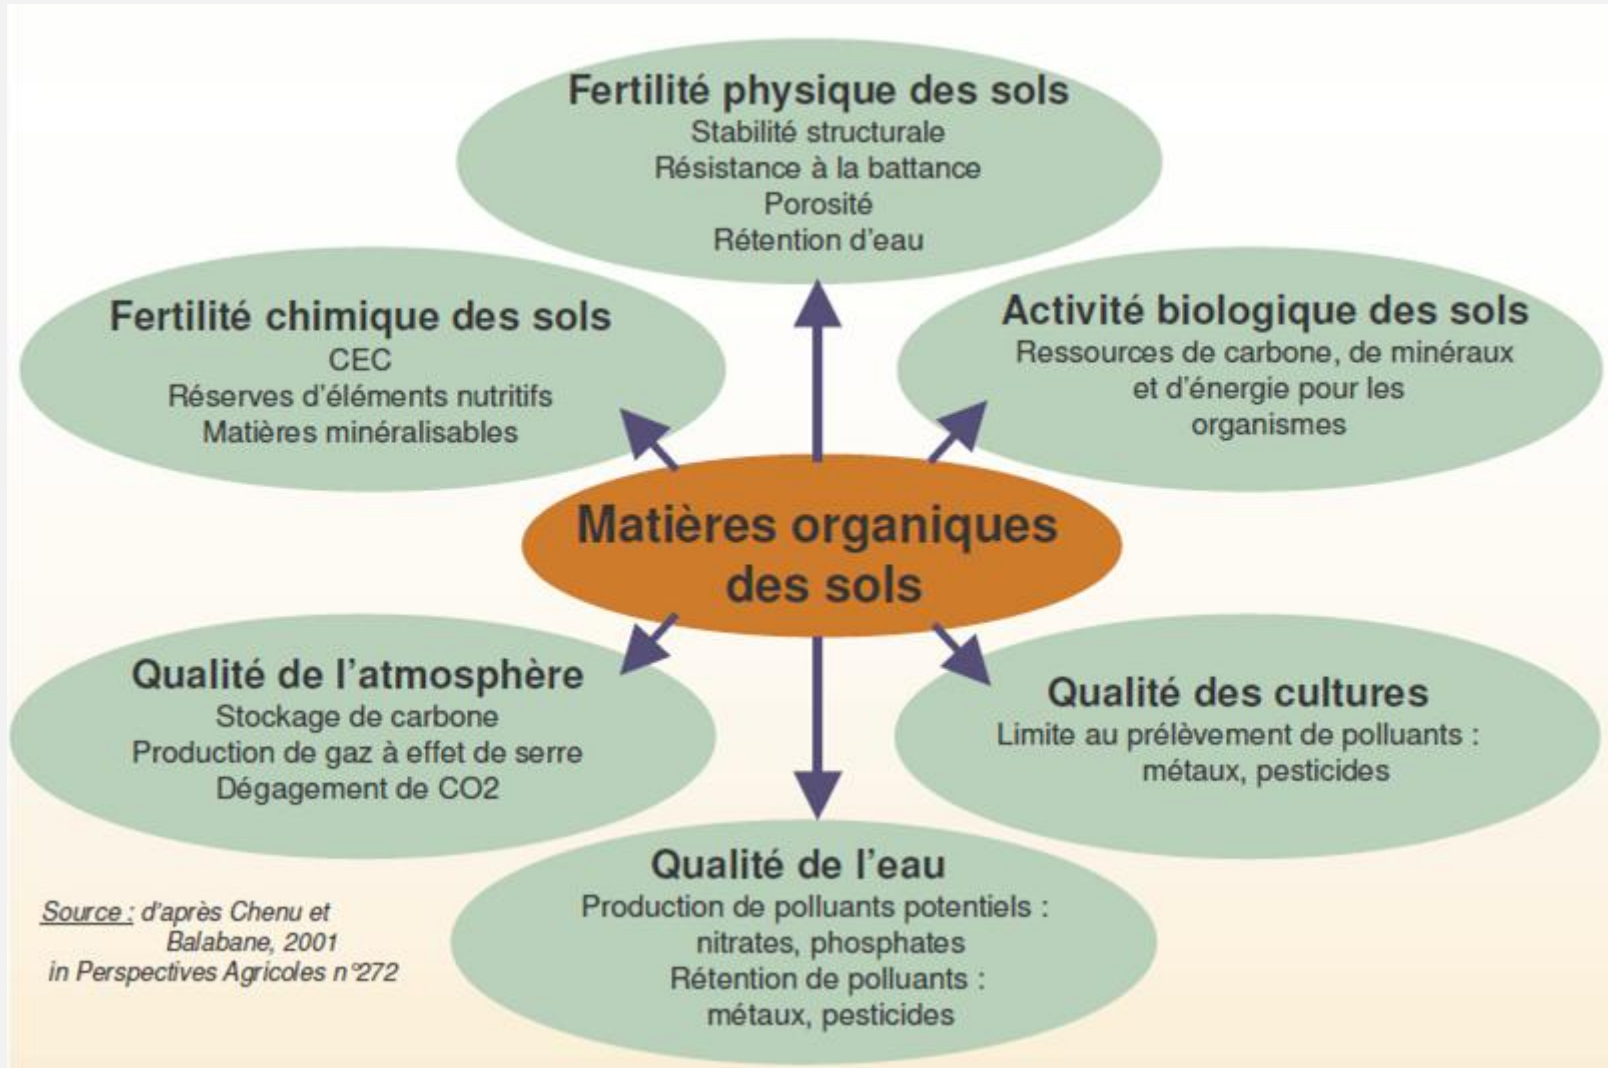 Fertilité physique des sols
Stabilité structurale
Résistance à la battance
Porosité
Rétention d'eau
Fertilité chimique des sols
CEC
Réserves d'éléments nutritifs
Matières minéralisables
Activité biologique des sols
Ressources de carbone, de minéraux
et d'énergie pour les
organismes
Matières organiques
des sols
Qualité de l'atmosphère
Stockage de carbone
Production de gaz à effet de serre
Dégagement de CO2
Qualité des cultures
Limite au prélèvement de polluants :
métaux, pesticides
Qualité de l'eau
Production de polluants potentiels :
nitrates, phosphates
Rétention de polluants :
métaux, pesticides
Source : d'après Chenu et
Balabane, 2001
in Perspectives Agricoles n°272